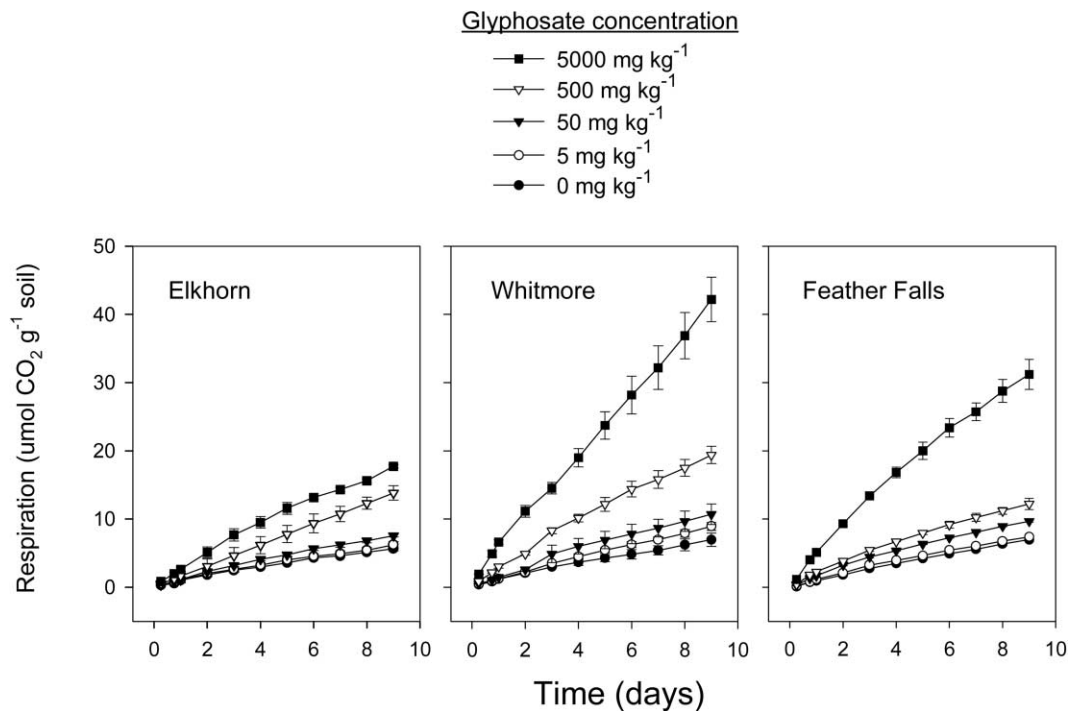 Glyphosate concentration
5000 mg kg⁻¹
500 mg kg⁻¹
50 mg kg⁻¹
5 mg kg⁻¹
0 mg kg⁻¹
Respiration (umol CO₂ g⁻¹ soil)
50
40
30
20
10
0
Elkhorn
Whitmore
Feather Falls
0 2 4 6 8 10 0 2 4 6 8 10 0 2 4 6 8 10
Time (days)